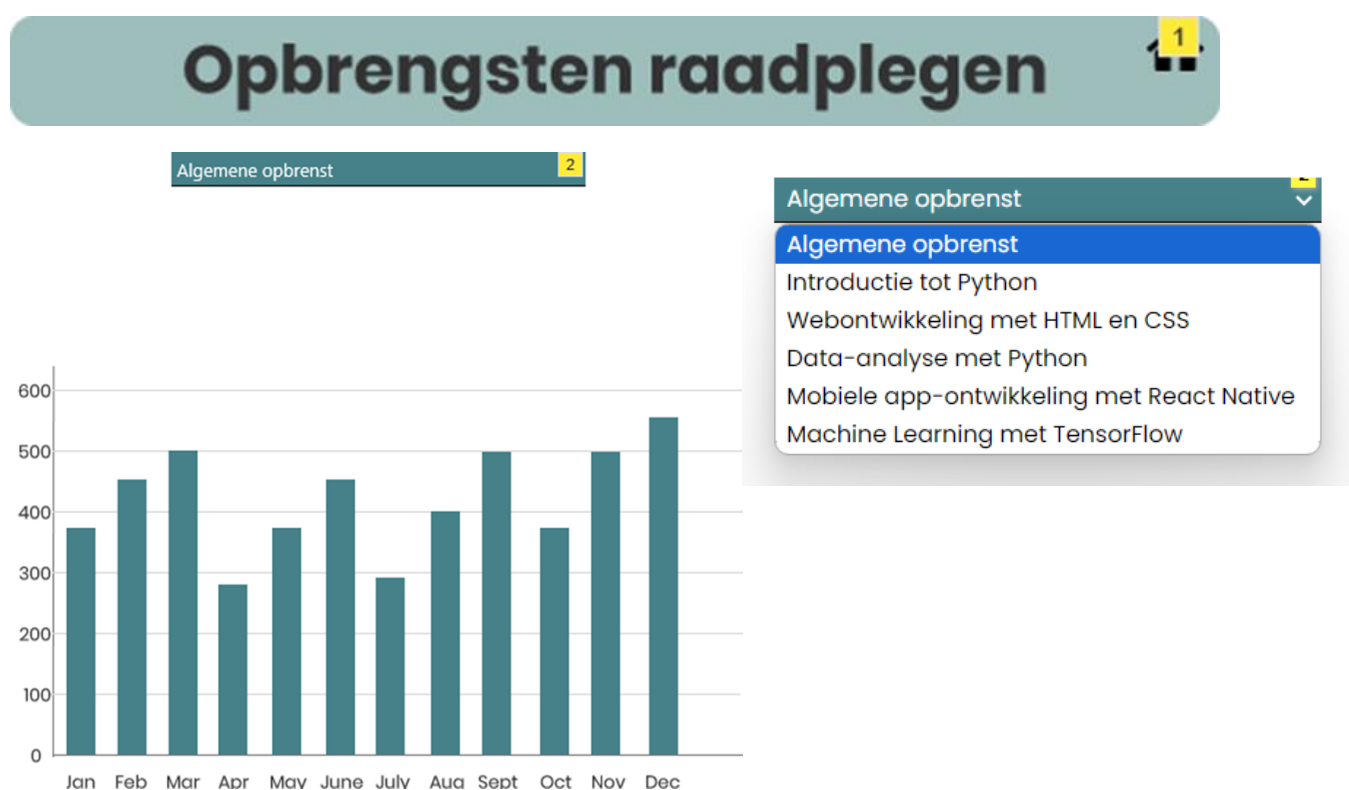 Opbrengsten raadplegen
1
Algemene opbrenst
2
Algemene opbrenst
Algemene opbrenst
Introductie tot Python
Webontwikkeling met HTML en CSS
Data-analyse met Python
Mobiele app-ontwikkeling met React Native
Machine Learning met TensorFlow
600
500
400
300
200
100
0
Jan Feb Mar Apr May June July Aug Sept Oct Nov Dec